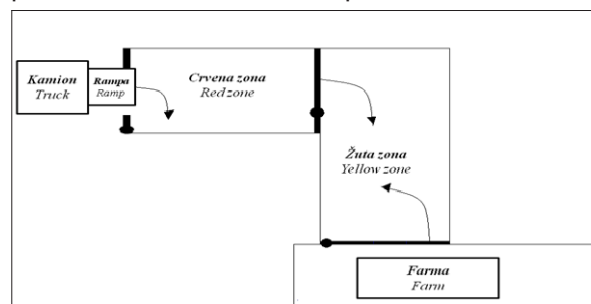 Kamion
Truck
Rampa
Ramp
Crvena zona
Red zone
Žuta zona
Yellow zone
Farma
Farm